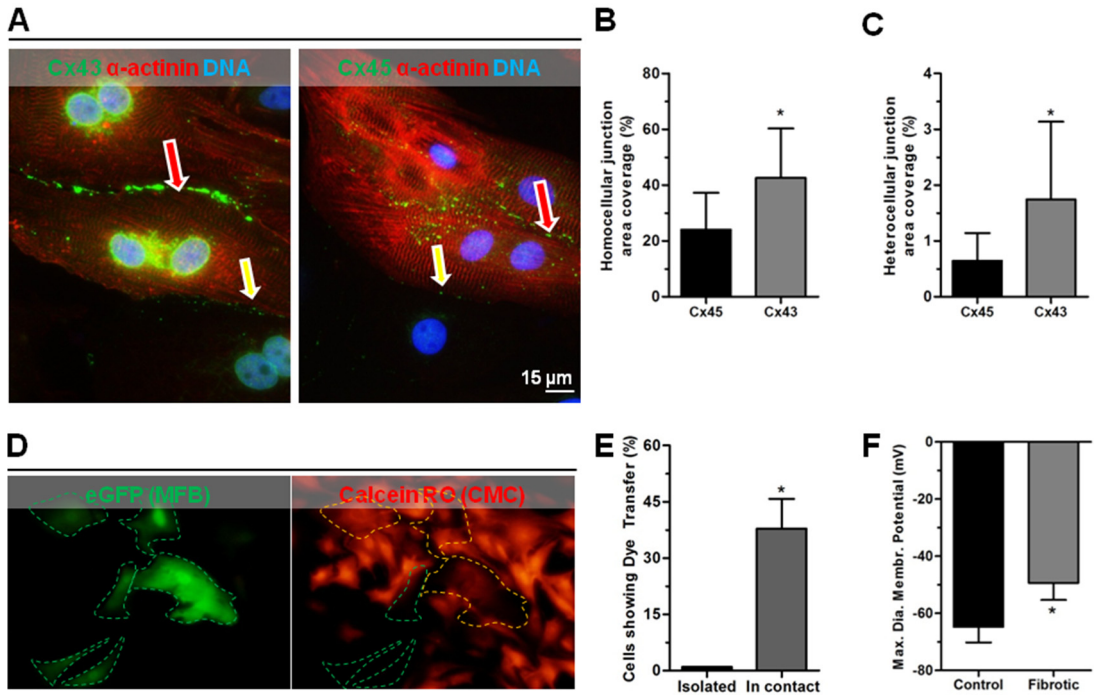 A
Cx43 α-actinin DNA
Cx45 α-actinin DNA
15 µm
B
Homocellular junction
area coverage (%)
80
60
40
20
0
*
Cx45
Cx43
C
Heterocellular junction
area coverage (%)
4
3
2
1
0
*
Cx45
Cx43
D
eGFP (MFB)
Calcein RO (CMC)
E
Cells showing Dye Transfer (%)
60
45
30
15
0
*
Isolated
In contact
F
Max. Dia. Membr. Potential (mV)
0
-20
-40
-60
-80
*
Control
Fibrotic